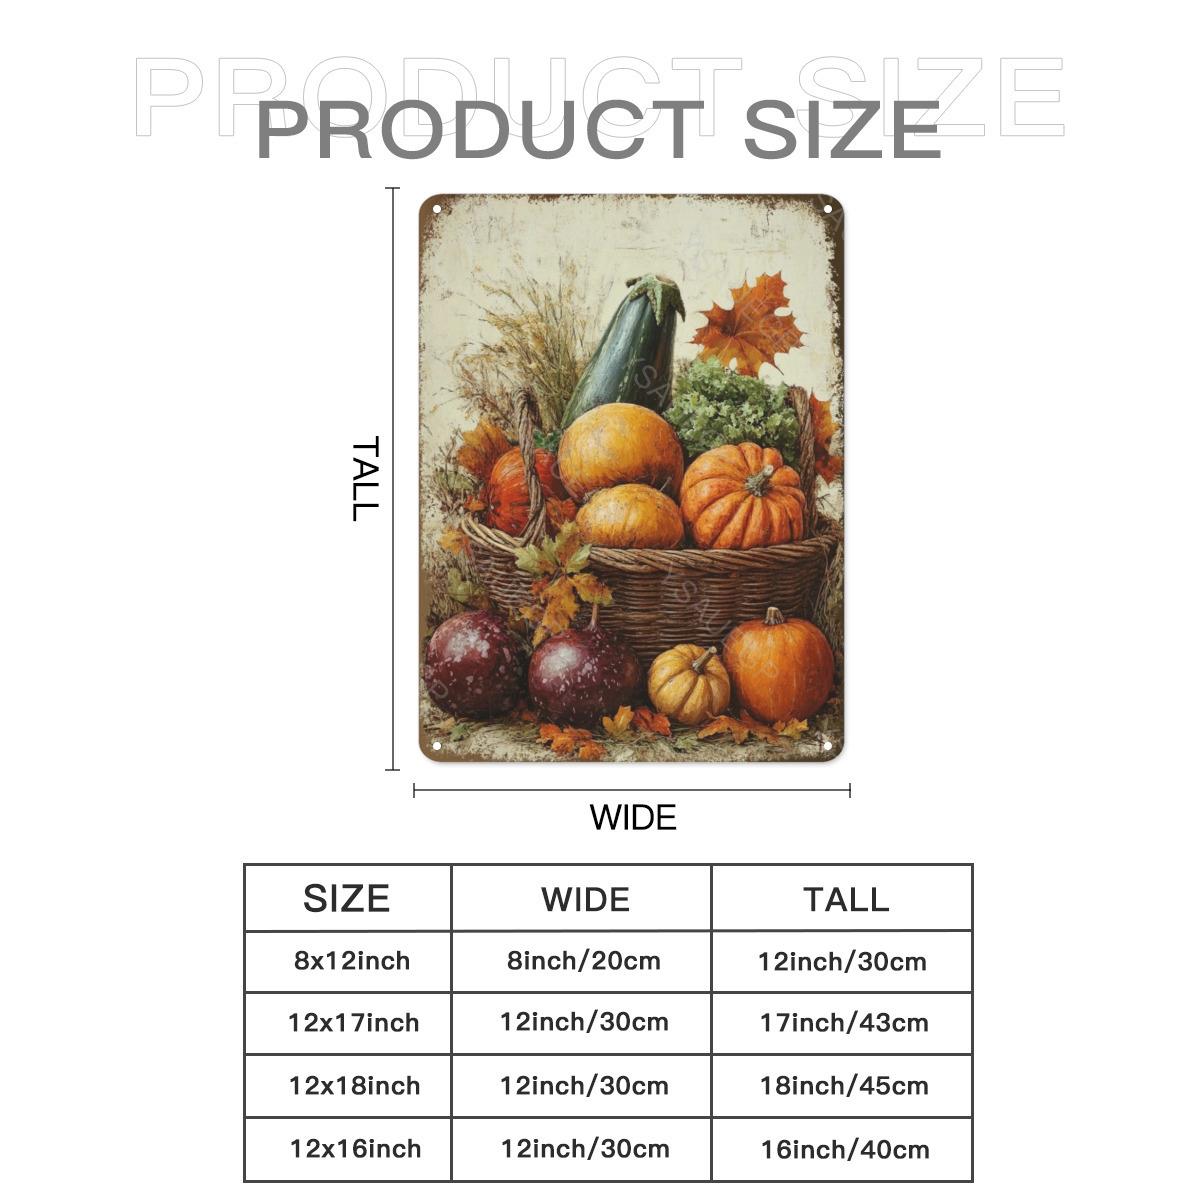 PRODUCT SIZE
PRODUCT SIZE
TALL
WIDE
SIZE WIDE TALL
8x12inch 8inch/20cm 12inch/30cm
12x17inch 12inch/30cm 17inch/43cm
12x18inch 12inch/30cm 18inch/45cm
12x16inch 12inch/30cm 16inch/40cm